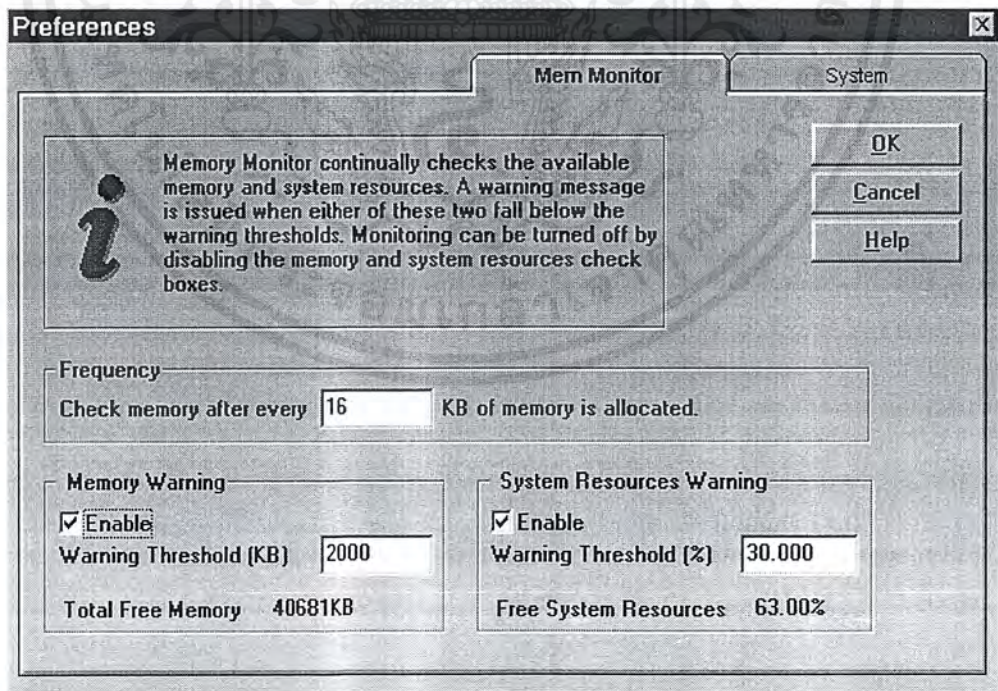 Preferences
Mem Monitor
System
Memory Monitor continually checks the available
memory and system resources. A warning message
is issued when either of these two fall below the
warning thresholds. Monitoring can be turned off by
disabling the memory and system resources check
boxes.
OK
Cancel
Help
Frequency
Check memory after every 16 KB of memory is allocated.
Memory Warning
Enable
Warning Threshold (KB) 2000
Total Free Memory 40681KB
System Resources Warning
Enable
Warning Threshold (%) 30.000
Free System Resources 63.00%